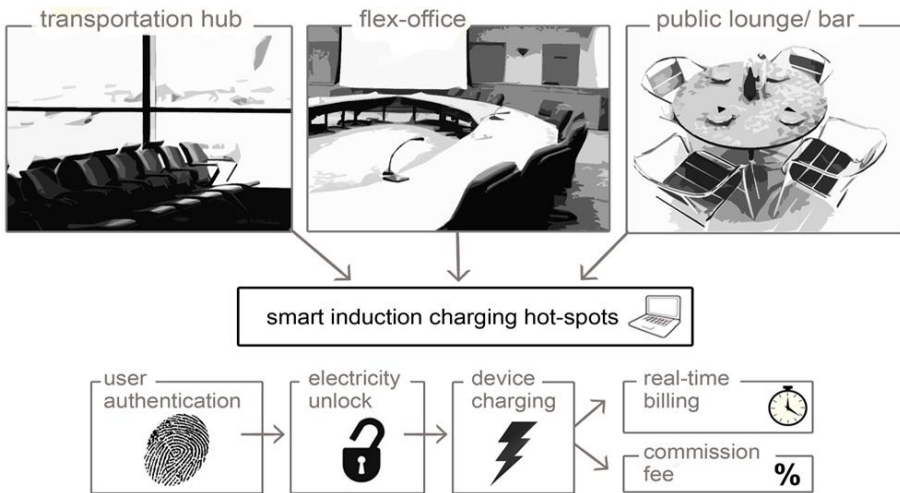 transportation hub
flex-office
public lounge/ bar
smart induction charging hot-spots
user
authentication
electricity
unlock
device
charging
real-time
billing
commission
fee
%